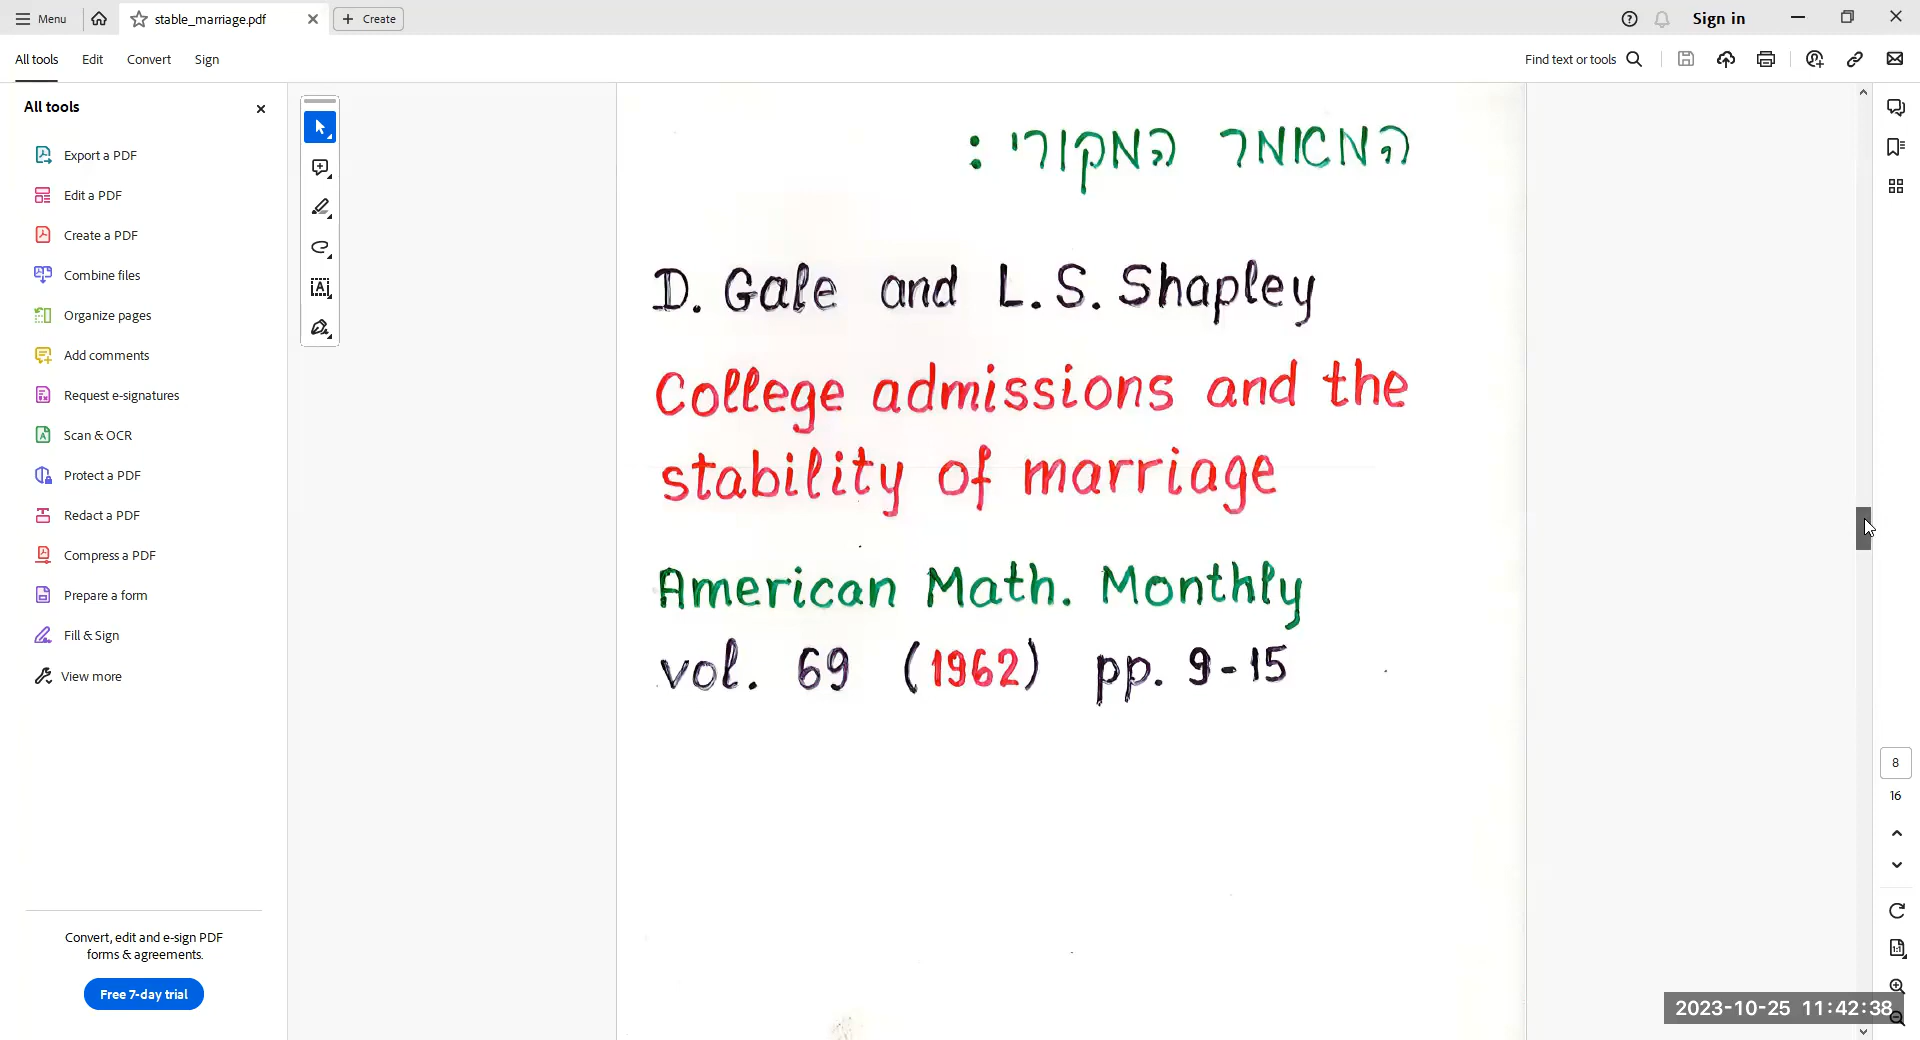 Menu
stable_marriage.pdf
Create
Sign in
All tools
Edit
Convert
Sign
Find text or tools
All tools
Export a PDF
Edit a PDF
Create a PDF
Combine files
Organize pages
Add comments
Request e-signatures
Scan & OCR
Protect a PDF
Redact a PDF
Compress a PDF
Prepare a form
Fill & Sign
View more
Convert, edit and e-sign PDF
forms & agreements.
Free 7-day trial
המאמר המקורי :
D. Gale and L.S. Shapley
College admissions and the
stability of marriage
American Math. Monthly
vol. 69 (1962) pp. 9-15
8
16
2023-10-25 11:42:38